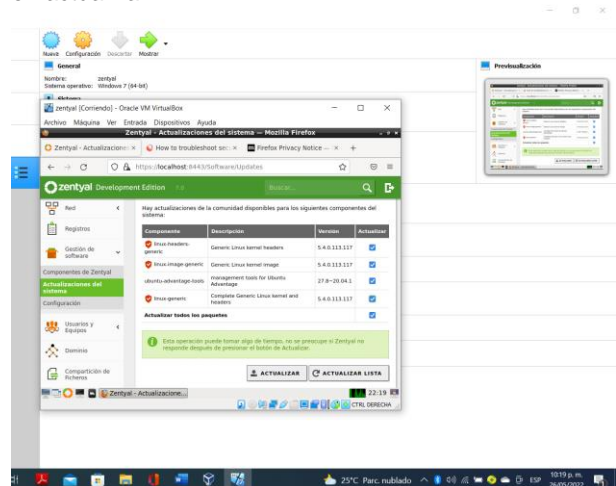 Nueva Configuración Descartar Mostrar
General
Nombre: zentyal
Sistema operativo: Windows 7 (64-bit)
Previsualización
zentyal [Corriendo] - Oracle VM VirtualBox
Archivo Máquina Ver Entrada Dispositivos Ayuda
Zentyal - Actualizaciones del sistema — Mozilla Firefox
Zentyal - Actualizacione
How to troubleshoot sec
Firefox Privacy Notice —
https://localhost:8443/Software/Updates
zentyal Development Edition 7.0
Buscar...
Red
Registros
Gestión de software
Componentes de Zentyal
Actualizaciones del sistema
Configuración
Usuarios y Equipos
Dominio
Compartición de Ficheros
Hay actualizaciones de la comunidad disponibles para los siguientes componentes del
sistema:
Componente Descripción Versión Actualizar
linux-headers-generic Generic Linux kernel headers 5.4.0.113.117
linux-image-generic Generic Linux kernel image 5.4.0.113.117
ubuntu-advantage-tools management tools for Ubuntu Advantage 27.8~20.04.1
linux-generic Complete Generic Linux kernel and headers 5.4.0.113.117
Actualizar todos los paquetes
Esta operación puede tomar algo de tiempo, no se preocupe si Zentyal no
responde después de presionar el botón de Actualizar.
ACTUALIZAR
ACTUALIZAR LISTA
Zentyal - Actualizacione...
22:19
CTRL DERECHA
25°C Parc. nublado
ESP
10:19 p. m.
26/05/2022